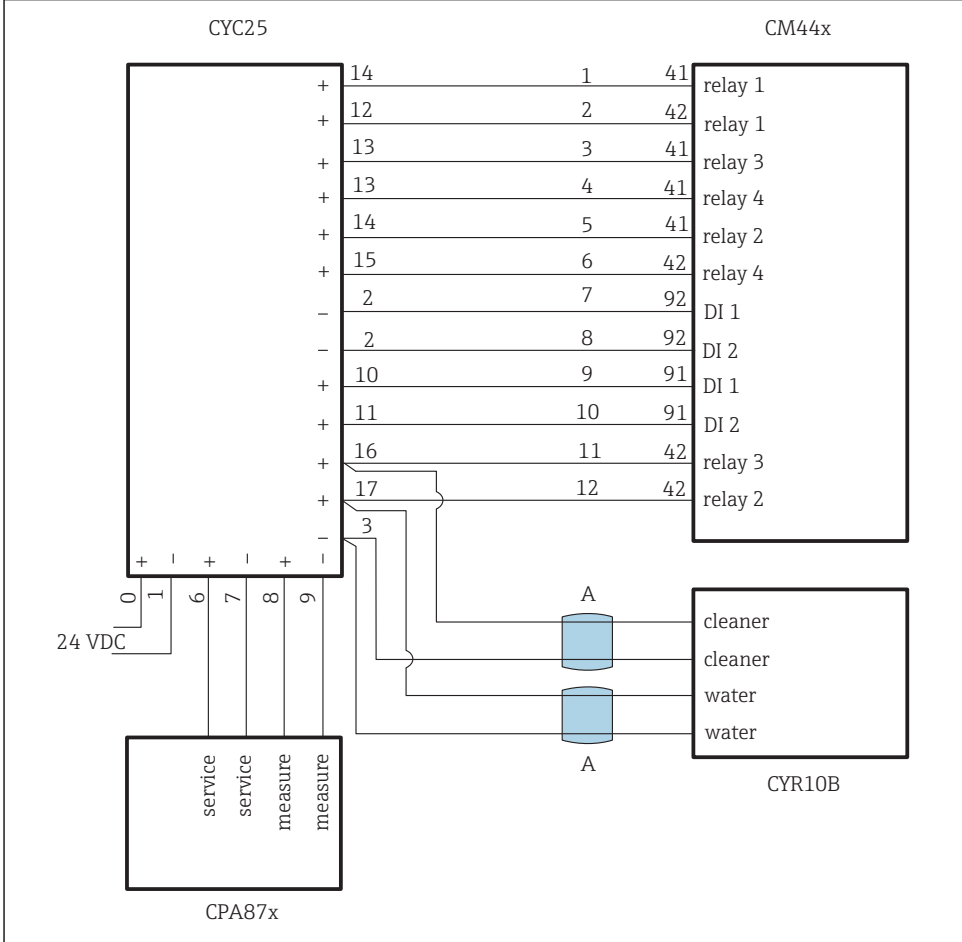 CYC25 CM44x
+ 14 1 41 relay 1
+ 12 2 42 relay 1
+ 13 3 41 relay 3
+ 13 4 41 relay 4
+ 14 5 41 relay 2
+ 15 6 42 relay 4
– 2 7 92 DI 1
– 2 8 92 DI 2
+ 10 9 91 DI 1
+ 11 10 91 DI 2
+ 16 11 42 relay 3
+ 17 12 42 relay 2
– 3
+ – + – + –
0 1 6 7 8 9
24 VDC
A
cleaner
cleaner
water
water
A
CYR10B
service service measure measure
CPA87x